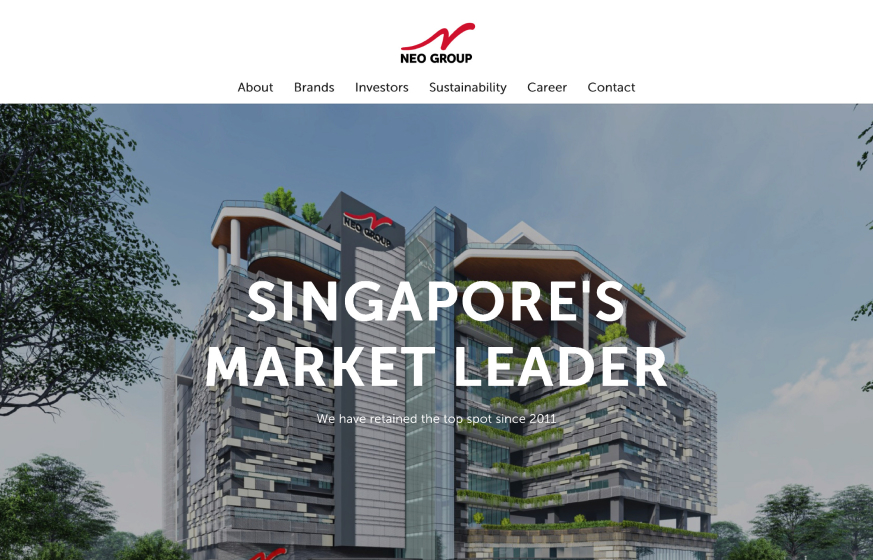 NEO GROUP
About Brands Investors Sustainability Career Contact
NEO GROUP
SINGAPORE'S
MARKET LEADER
We have retained the top spot since 2011